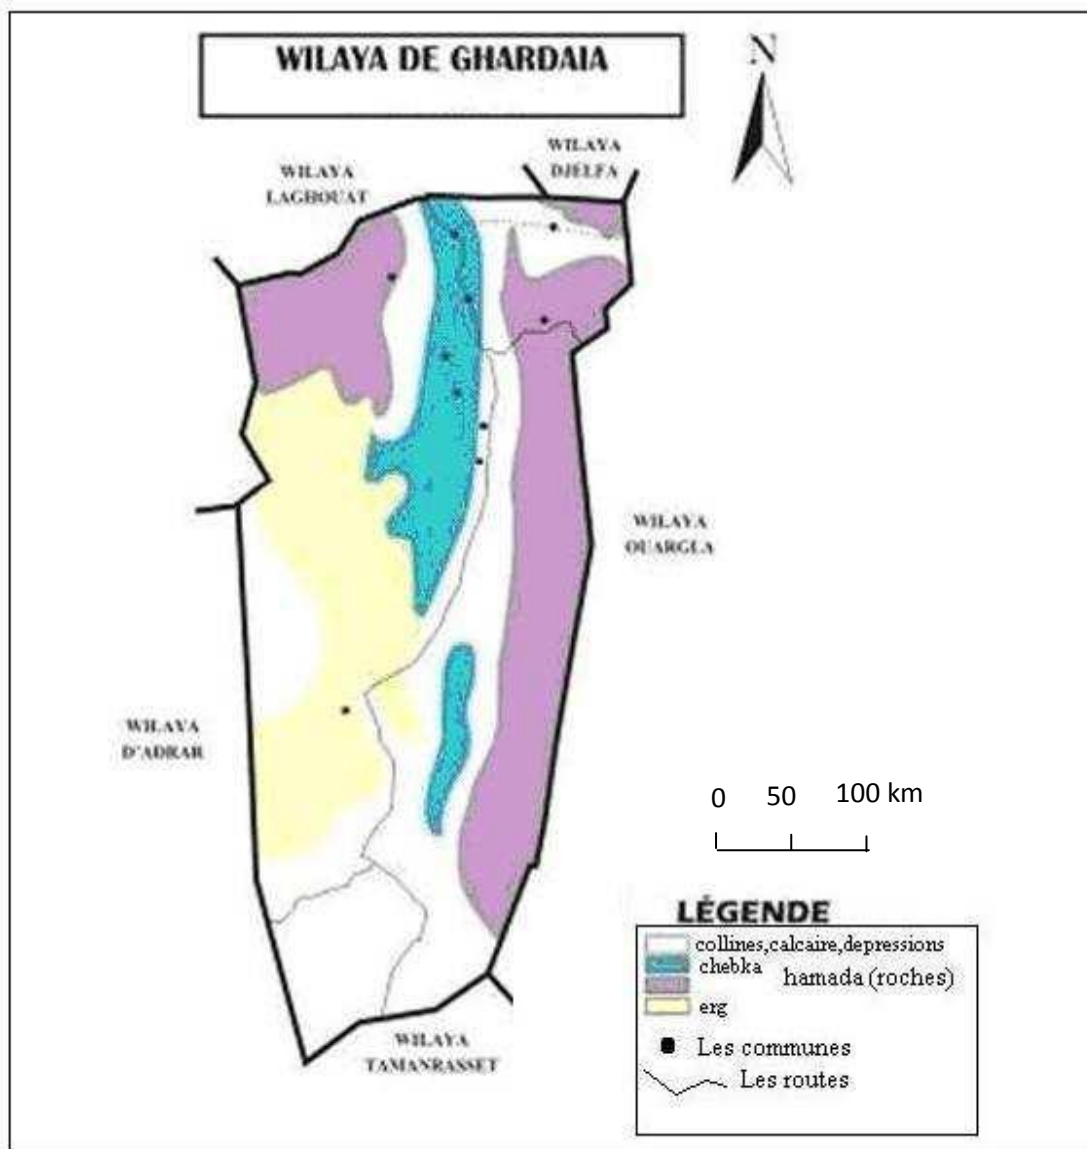 WILAYA DE GHARDAIA
N
WILAYA
DJELFA
WILAYA
LAGHOUAT
WILAYA
OUARGLA
WILAYA
D'ADRAR
0 50 100 km
LÉGENDE
collines,calcaire,depressions
chebka
hamada (roches)
erg
Les communes
Les routes
WILAYA
TAMANRASSET